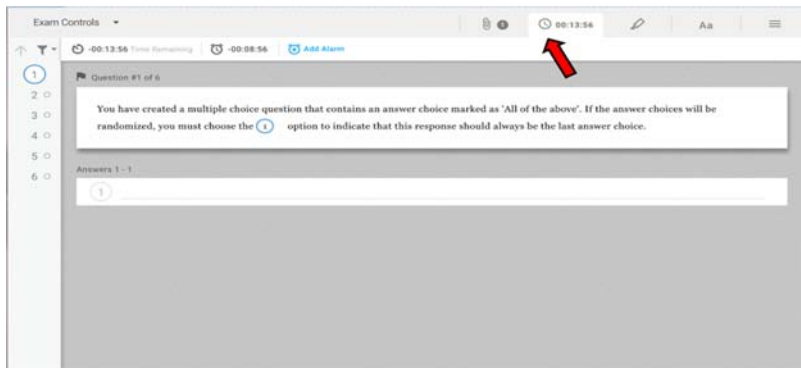 Exam Controls
00:13:56
Aa
-00:13:56 Time Remaining
-00:08:56
Add Alarm
1
2
3
4
5
6
Question #1 of 6
You have created a multiple choice question that contains an answer choice marked as 'All of the above'. If the answer choices will be
randomized, you must choose the 1 option to indicate that this response should always be the last answer choice.
Answers 1 - 1
1